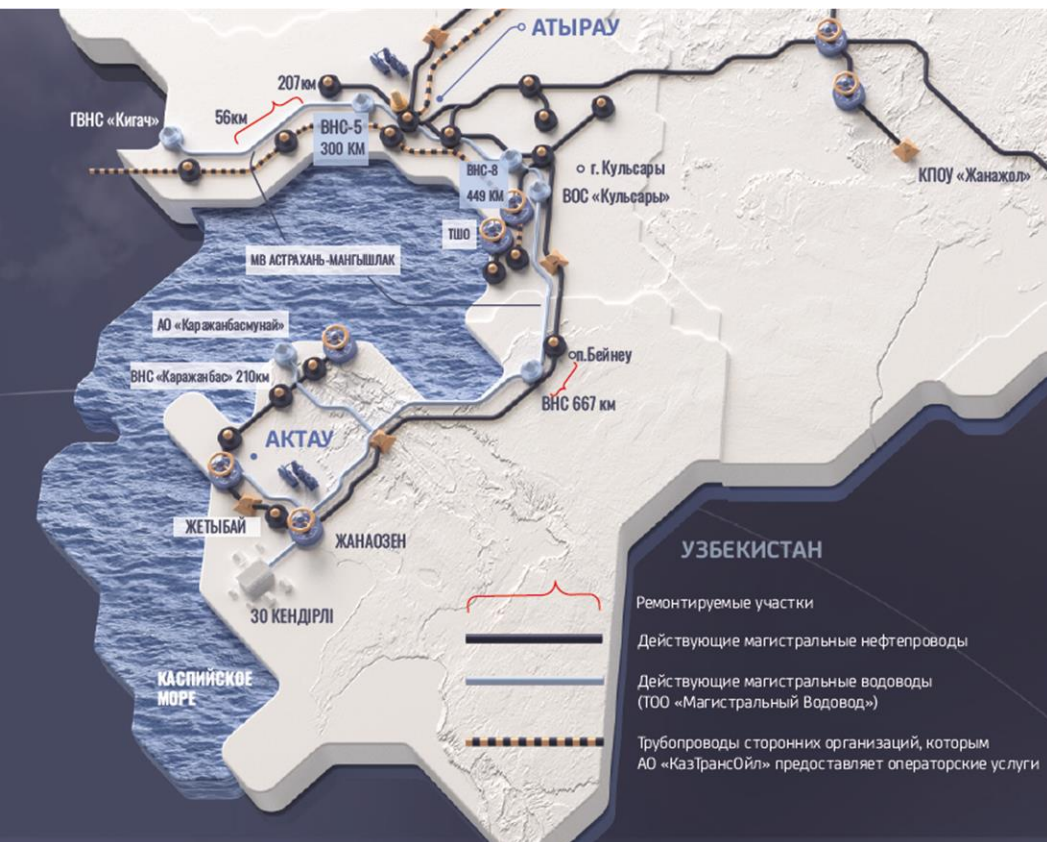 АТЫРАУ
207км
56км
ГВНС «Кигач»
ВНС-5
300 КМ
ВНС-8
449 КМ
г. Кульсары
ВОС «Кульсары»
КПОУ «Жанажол»
ТШО
МВ АСТРАХАНЬ-МАНГЫШЛАК
АО «Каражанбасмунай»
п.Бейнеу
ВНС «Каражанбас» 210км
ВНС 667 км
АКТАУ
ЖЕТЫБАЙ
ЖАНАОЗЕН
УЗБЕКИСТАН
ЗО КЕНДІРЛІ
Ремонтируемые участки
Действующие магистральные нефтепроводы
КАСПИЙСКОЕ
МОРЕ
Действующие магистральные водоводы
(ТОО «Магистральный Водовод»)
Трубопроводы сторонних организаций, которым
АО «КазТрансОйл» предоставляет операторские услуги